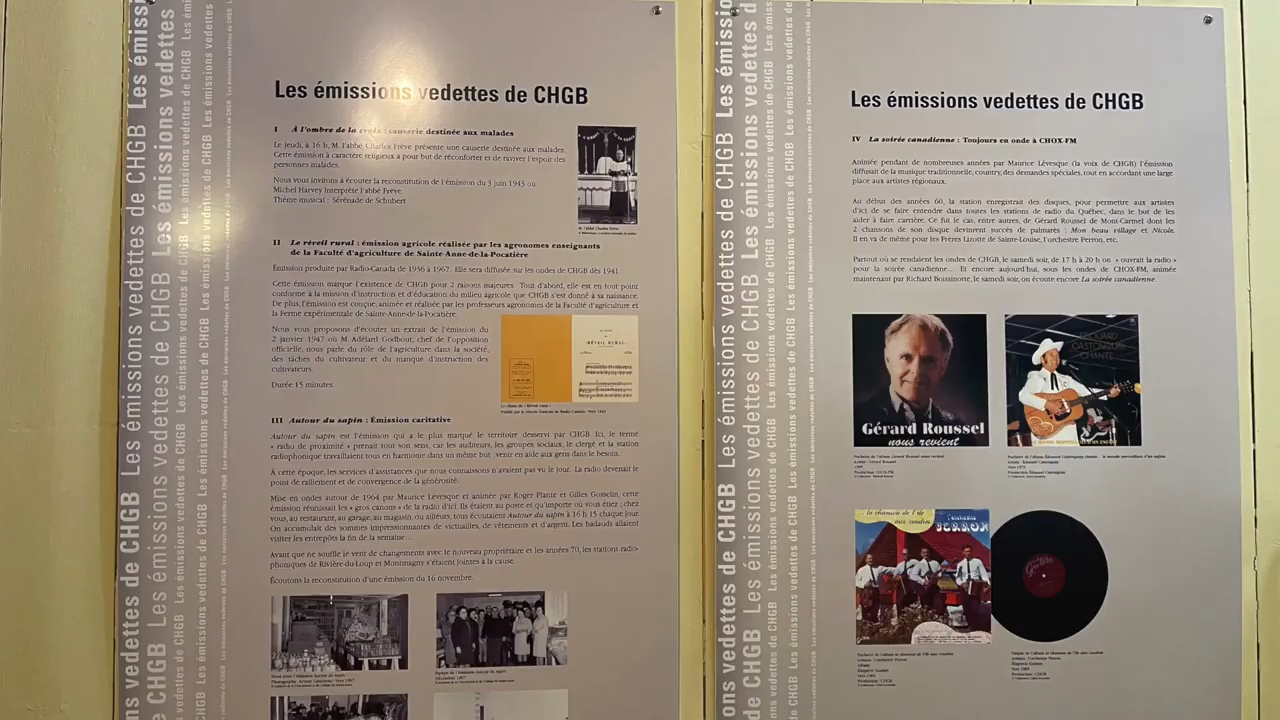 Les émissions vedettes de CHGB
I À l'ombre de la croix : causerie destinée aux malades
Le jeudi, à 16 h, M. l'abbé Charles Frève présente une causerie destinée aux malades.
Cette émission à caractère religieux a pour but de réconforter et de raviver l'espoir des
personnes malades.
Nous vous invitons à écouter la reconstitution de l'émission du 3 juin 1943 où
Michel Harvey interprète l'abbé Frève.
Thème musical : Sérénade de Schubert
M. l'abbé Charles Frève
II Le réveil rural : émission agricole réalisée par les agronomes enseignants
de la Faculté d'agriculture de Sainte-Anne-de-la-Pocatière
Émission produite par Radio-Canada de 1936 à 1967. Elle sera diffusée sur les ondes de CHGB dès 1941.
Cette émission marque l'existence de CHGB pour 2 raisons majeures. Tout d'abord, elle est en tout point
conforme à la mission d'instruction et d'éducation du milieu agricole que CHGB s'est donné à sa naissance.
De plus, l'émission est conçue, animée et réalisée par les professeurs agronomes de la Faculté d'agriculture et
la Ferme expérimentale de Sainte-Anne-de-la-Pocatière.
Nous vous proposons d'écouter un extrait de l'émission du
2 janvier 1947 où M. Adélard Godbout, chef de l'opposition
officielle, nous parle du rôle de l'agriculture dans la société,
des tâches du cultivateur et du manque d'instruction des
cultivateurs.
Durée 15 minutes.
RÉVEIL RURAL
III Autour du sapin : Émission caritative
Autour du sapin est l'émission qui a le plus marqué le territoire desservi par CHGB. Ici, le terme
« radio de proximité » prenait tout son sens, car les auditeurs, les groupes sociaux, le clergé et la station
radiophonique travaillaient tous en harmonie dans un même but : venir en aide aux gens dans le besoin.
À cette époque, les services d'assistances que nous connaissons n'avaient pas vu le jour. La radio devenait le
point de ralliement et de convergence de la générosité.
Mise en ondes autour de 1964 par Maurice Lévesque et animée par Roger Plante et Gilles Gosselin, cette
émission réunissait les « gros canons » de la radio d'ici. Ils étaient au poste et qu'importe où vous étiez ; chez
vous, au restaurant, au garage, au magasin, ou ailleurs, tous écoutaient Autour du sapin à 16 h 15 chaque jour.
On accumulait des sommes impressionnantes de victuailles, de vêtements et d'argent. Les badauds allaient
visiter les entrepôts la fin de la semaine…
Avant que ne souffle le vent de changements avec le nouveau propriétaire et les années 70, les stations radio-
phoniques de Rivière-du-Loup et Montmagny s'étaient jointes à la cause.
Écoutons la reconstitution d'une émission du 16 novembre.
Équipe de l'émission Autour du sapin
Décembre 1967
Les émissions vedettes de CHGB
IV La soirée canadienne : Toujours en onde à CHOX-FM
Animée pendant de nombreuses années par Maurice Lévesque (la voix de CHGB) l'émission
diffusait de la musique traditionnelle, country, des demandes spéciales, tout en accordant une large
place aux artistes régionaux.
Au début des années 60, la station enregistrait des disques, pour permettre aux artistes
d'ici de se faire entendre dans toutes les stations de radio du Québec, dans le but de les
aider à faire carrière. Ce fut le cas, entre autres, de Gérard Roussel de Mont-Carmel dont les
2 chansons de son disque devinrent succès de palmarès : Mon beau village et Nicole.
Il en va de même pour les Frères Lizotte de Sainte-Louise, l'orchestre Perron, etc.
Partout où se rendaient les ondes de CHGB, le samedi soir, de 17 h à 20 h on « ouvrait la radio »
pour la soirée canadienne… Et encore aujourd'hui, sous les ondes de CHOX-FM, animée
maintenant par Richard Boissinotte, le samedi soir, on écoute encore La soirée canadienne.
Gérard Roussel
nous revient
ÉDOUARD
CASTONGUAY
CHANTE
la chanson de l'île
aux coudres
l'orchestre
PERRON